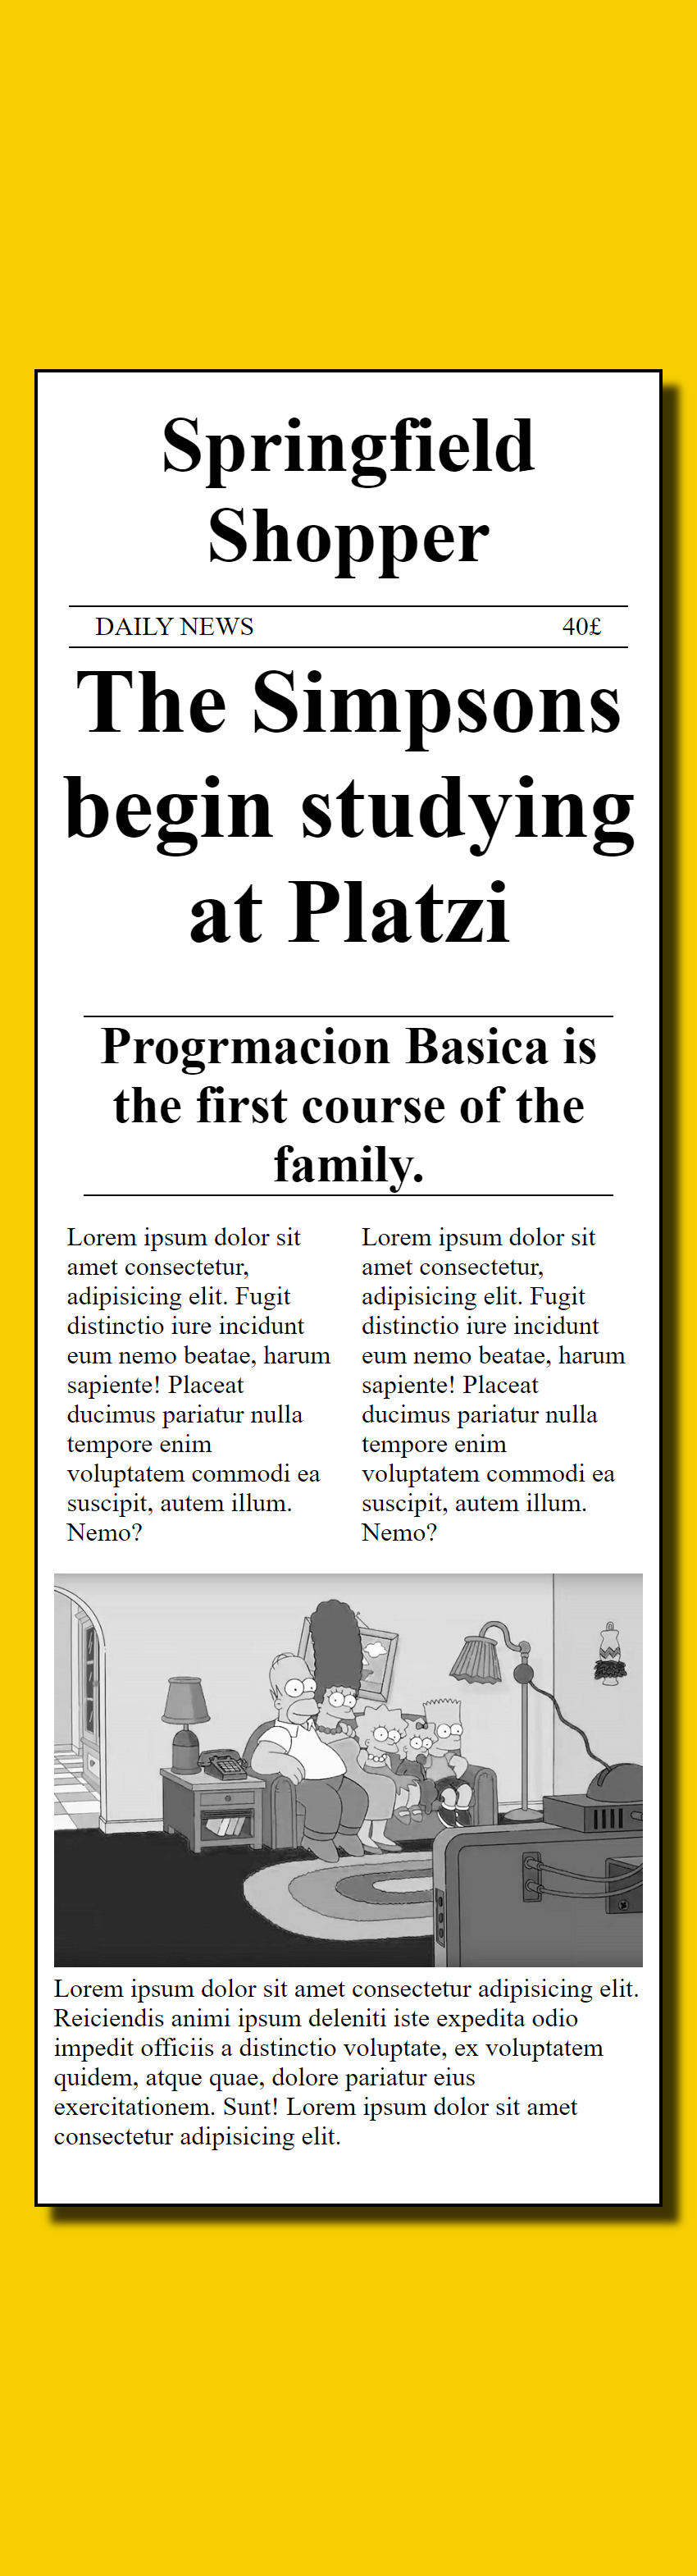 Springfield
Shopper
DAILY NEWS 40£
The Simpsons
begin studying
at Platzi
Progrmacion Basica is
the first course of the
family.
Lorem ipsum dolor sit
amet consectetur,
adipisicing elit. Fugit
distinctio iure incidunt
eum nemo beatae, harum
sapiente! Placeat
ducimus pariatur nulla
tempore enim
voluptatem commodi ea
suscipit, autem illum.
Nemo?
Lorem ipsum dolor sit
amet consectetur,
adipisicing elit. Fugit
distinctio iure incidunt
eum nemo beatae, harum
sapiente! Placeat
ducimus pariatur nulla
tempore enim
voluptatem commodi ea
suscipit, autem illum.
Nemo?
Lorem ipsum dolor sit amet consectetur adipisicing elit.
Reiciendis animi ipsum deleniti iste expedita odio
impedit officiis a distinctio voluptate, ex voluptatem
quidem, atque quae, dolore pariatur eius
exercitationem. Sunt! Lorem ipsum dolor sit amet
consectetur adipisicing elit.